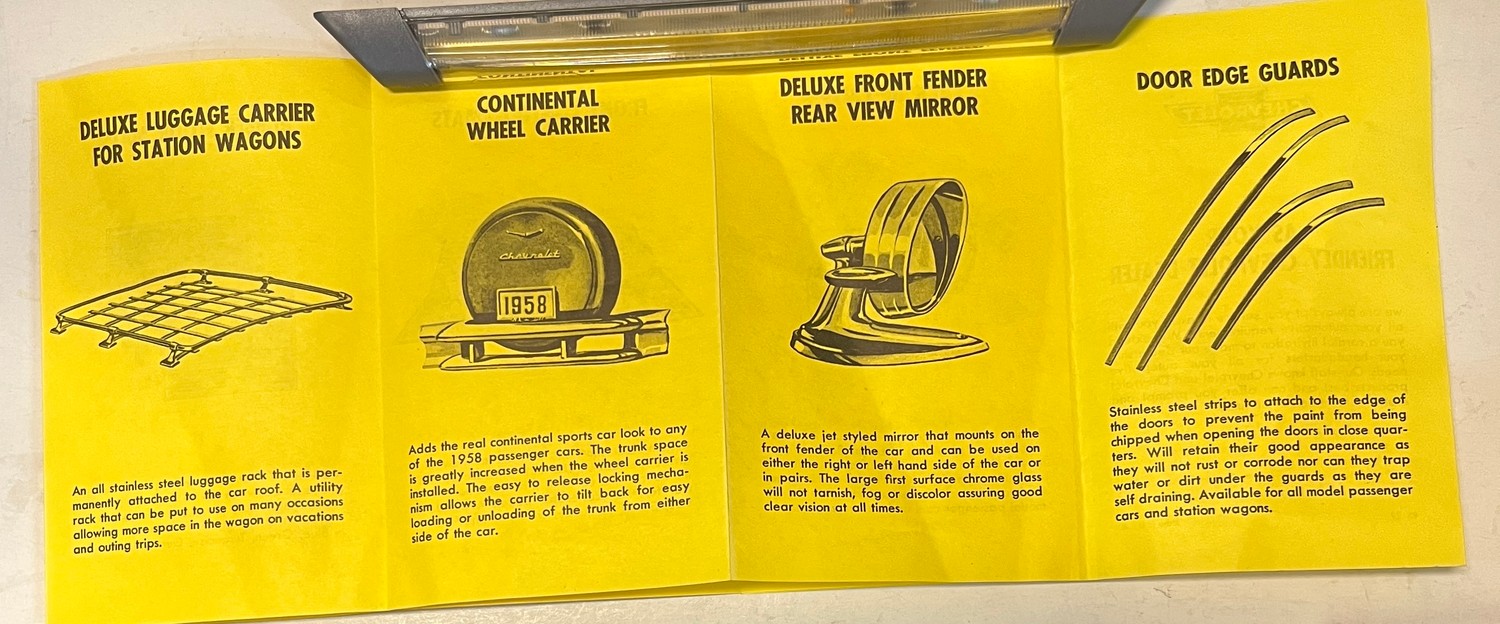 DELUXE LUGGAGE CARRIER
FOR STATION WAGONS
An all stainless steel luggage rack that is per-
manently attached to the car roof. A utility
rack that can be put to use on many occasions
allowing more space in the wagon on vacations
and outing trips.
CONTINENTAL
WHEEL CARRIER
Chevrolet
1958
Adds the real continental sports car look to any
of the 1958 passenger cars. The trunk space
is greatly increased when the wheel carrier is
installed. The easy to release locking mecha-
nism allows the carrier to tilt back for easy
loading or unloading of the trunk from either
side of the car.
DELUXE FRONT FENDER
REAR VIEW MIRROR
A deluxe jet styled mirror that mounts on the
front fender of the car and can be used on
either the right or left hand side of the car or
in pairs. The large first surface chrome glass
will not tarnish, fog or discolor assuring good
clear vision at all times.
DOOR EDGE GUARDS
Stainless steel strips to attach to the edge of
the doors to prevent the paint from being
chipped when opening the doors in close quar-
ters. Will retain their good appearance as
they will not rust or corrode nor can they trap
water or dirt under the guards as they are
self draining. Available for all model passenger
cars and station wagons.